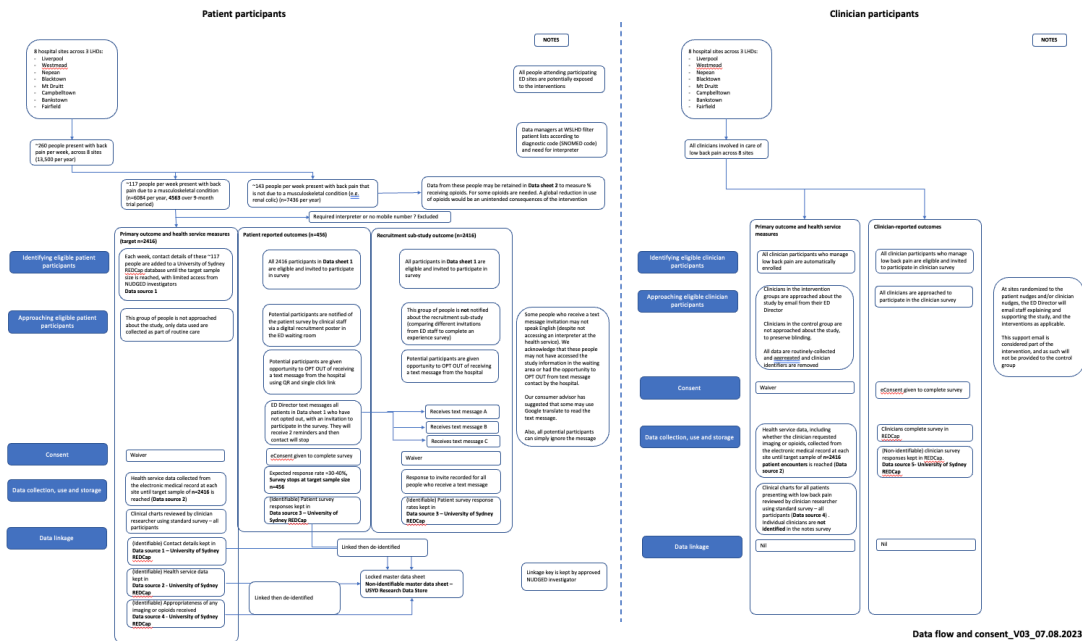 Patient participants
Clinician participants
NOTES
8 hospital sites across 3 LHDs:
- Liverpool
- Westmead
- Nepean
- Blacktown
- Mt Druitt
- Campbelltown
- Bankstown
- Fairfield
All people attending participating
ED sites are potentially exposed
to the interventions
~260 people present with back
pain per week, across 8 sites
(13,500 per year)
Data managers at WSLHD filter
patient lists according to
diagnostic code (SNOMED code)
and need for interpreter
~117 people per week present with back
pain due to a musculoskeletal condition
(n=6084 per year, 4563 over 9-month
trial period)
~143 people per week present with back pain
that is not due to a musculoskeletal condition (e.g.
renal colic) (n=7436 per year)
Data from these people may be retained in Data sheet 2 to measure %
receiving opioids. For some opioids are needed. A global reduction in use
of opioids would be an unintended consequences of the intervention
Required interpreter or no mobile number ? Excluded
Identifying eligible patient
participants
Primary outcome and health service measures
(target n=2416)
Each week, contact details of these ~117
people are added to a University of Sydney
REDCap database until the target sample
size is reached, with limited access from
NUDGED investigators
Data source 1
Patient reported outcomes (n=456)
All 2416 participants in Data sheet 1
are eligible and invited to participate in
survey
Recruitment sub-study outcome (n=2416)
All participants in Data sheet 1 are
eligible and invited to participate in
survey
Approaching eligible patient
participants
This group of people is not approached
about the study, only data used are
collected as part of routine care
Potential participants are notified of
the patient survey by clinical staff
via a digital recruitment poster in the
ED waiting room
This group of people is not notified
about the recruitment sub-study
(comparing different invitations
from ED staff to complete an
experience survey)
Potential participants are given
opportunity to OPT OUT of receiving a
text message from the hospital
using QR and single click link
Potential participants are given
opportunity to OPT OUT of receiving a
text message from the hospital
ED Director text messages all
patients in Data sheet 1 who have
not opted out, with an invitation to
participate in the survey. They will
receive 2 reminders and then
contact will stop
Receives text message A
Receives text message B
Receives text message C
Some people who receive a text
message invitation may not
speak English (despite not
accessing an interpreter at the
health service). We
acknowledge that these people
may not have accessed the
study information in the waiting
area or had the opportunity to
OPT OUT from text message
contact by the hospital.
Our consumer advisor has
suggested that some may use
Google translate to read the
text message.
Also, all potential participants
can simply ignore the message
Consent
Waiver
eConsent given to complete survey
Waiver
Data collection, use and storage
Health service data collected
from the electronic medical record at each
site until target sample of n=2416 is
reached (Data source 2)
Expected response rate =30-40%,
Survey stops at target sample size
n=456
Response to invite recorded for all
people who receive a text message
Clinical charts reviewed by clinician
researcher using standard survey – all
participants
(Identifiable) Patient survey
responses kept in
Data source 3 – University of
Sydney REDCap
(Identifiable) Patient survey response
rates kept in
Data source 3 – University of
Sydney REDCap
Data linkage
(Identifiable) Contact details kept in
Data source 1 – University of Sydney
REDCap
Linked then de-identified
(Identifiable) Health service data
kept in
Data source 2 - University of Sydney
REDCap
Linked then de-identified
Locked master data sheet
Non-identifiable master data sheet –
USYD Research Data Store
Linkage key is kept by approved
NUDGED investigator
(Identifiable) Appropriateness of any
imaging or opioids received
Data source 4 - University of Sydney
REDCap
NOTES
8 hospital sites across 3 LHDs:
- Liverpool
- Westmead
- Nepean
- Blacktown
- Mt Druitt
- Campbelltown
- Bankstown
- Fairfield
All clinicians involved in care of
low back pain across 8 sites
Identifying eligible clinician
participants
Primary outcome and health service
measures
All clinician participants who manage
low back pain are automatically
enrolled
Clinician-reported outcomes
All clinician participants who manage
low back pain are eligible and invited
to participate in clinician survey
Approaching eligible clinician
participants
Clinicians in the intervention
groups are approached about the
study by email from their ED
Director
Clinicians in the control group are
not approached about the study,
to preserve blinding.
All data are routinely-collected
and aggregated and clinician
identifiers are removed
All clinicians are approached to
participate in the clinician survey
At sites randomized to the
patient nudges and/or clinician
nudges, the ED Director will
email staff explaining and
supporting the study, and the
interventions as applicable.
This support email is
considered part of the
intervention, and as such will
not be provided to the control
group
Consent
Waiver
eConsent given to complete survey
Data collection, use and storage
Health service data, including
whether the clinician requested
imaging or opioids, collected from
the electronic medical record at each
site until target sample of n=2416
patient encounters is reached (Data
source 2)
Clinicians complete survey in
REDCap
(Non-identifiable) clinician survey
responses kept in REDCap.
Data source 5- University of Sydney
REDCap
Clinical charts for all patients
presenting with low back pain
reviewed by clinician researcher
using standard survey – all
participants (Data source 4) .
Individual clinicians are not
identified in the notes survey
Data linkage
Nil
Nil
Data flow and consent_V03_07.08.2023